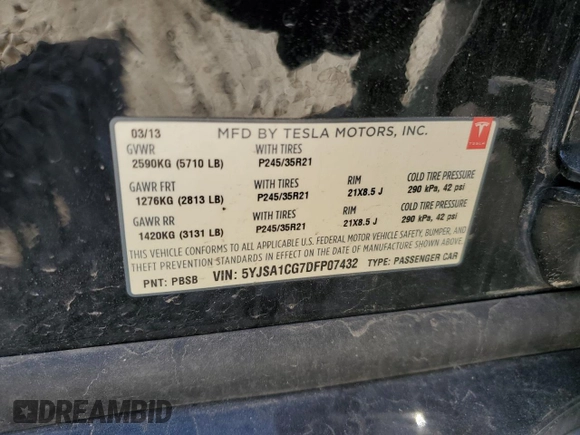 03/13 MFD BY TESLA MOTORS, INC. TESLA
GVWR WITH TIRES
2590KG (5710 LB) P245/35R21
GAWR FRT WITH TIRES RIM COLD TIRE PRESSURE
1276KG (2813 LB) P245/35R21 21X8.5 J 290 kPa, 42 psi
GAWR RR WITH TIRES RIM COLD TIRE PRESSURE
1420KG (3131 LB) P245/35R21 21X8.5 J 290 kPa, 42 psi
THIS VEHICLE CONFORMS TO ALL APPLICABLE U.S. FEDERAL MOTOR VEHICLE SAFETY, BUMPER, AND
THEFT PREVENTION STANDARDS IN EFFECT ON THE DATE OF MANUFACTURE SHOWN ABOVE.
PNT: PBSB VIN: 5YJSA1CG7DFP07432 TYPE: PASSENGER CAR
DREAMBID